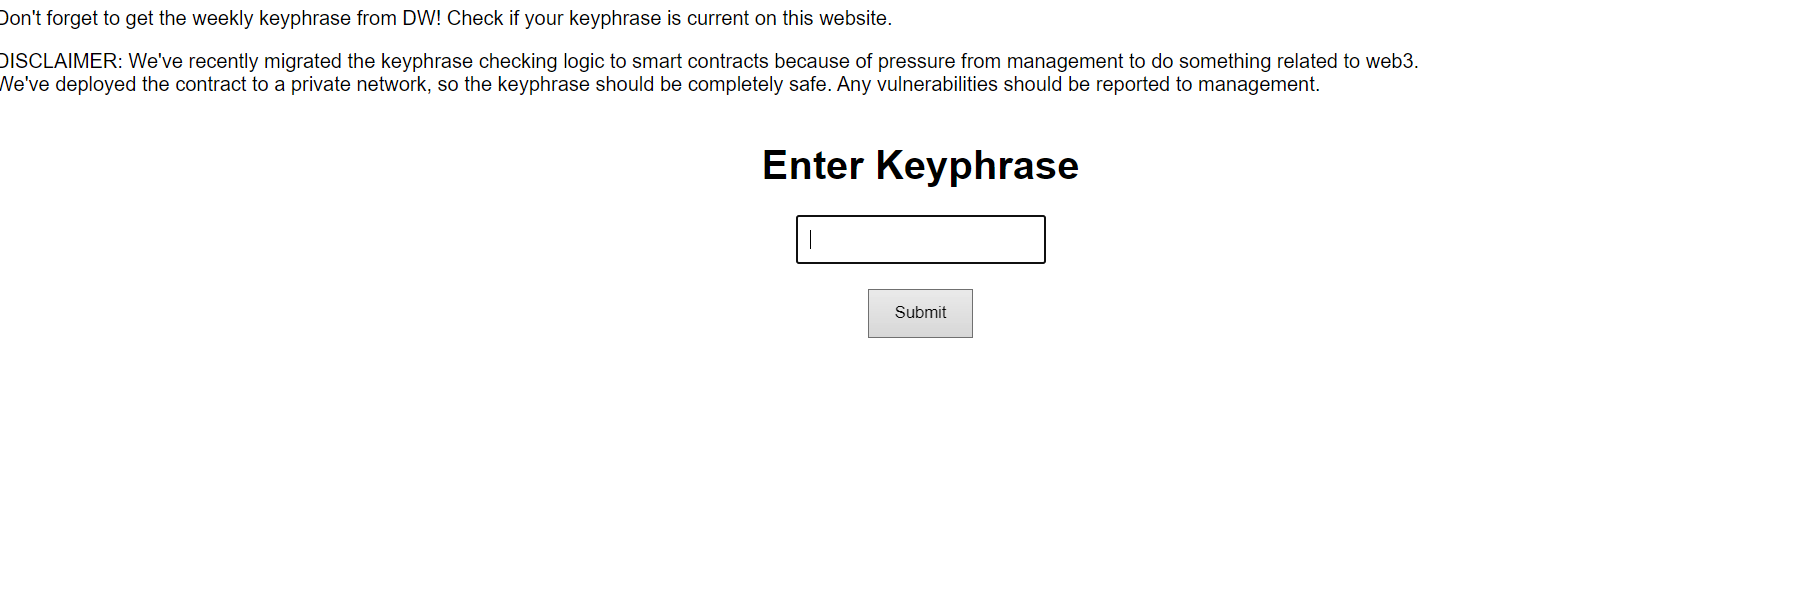 Don't forget to get the weekly keyphrase from DW! Check if your keyphrase is current on this website.
DISCLAIMER: We've recently migrated the keyphrase checking logic to smart contracts because of pressure from management to do something related to web3.
We've deployed the contract to a private network, so the keyphrase should be completely safe. Any vulnerabilities should be reported to management.
Enter Keyphrase
Submit